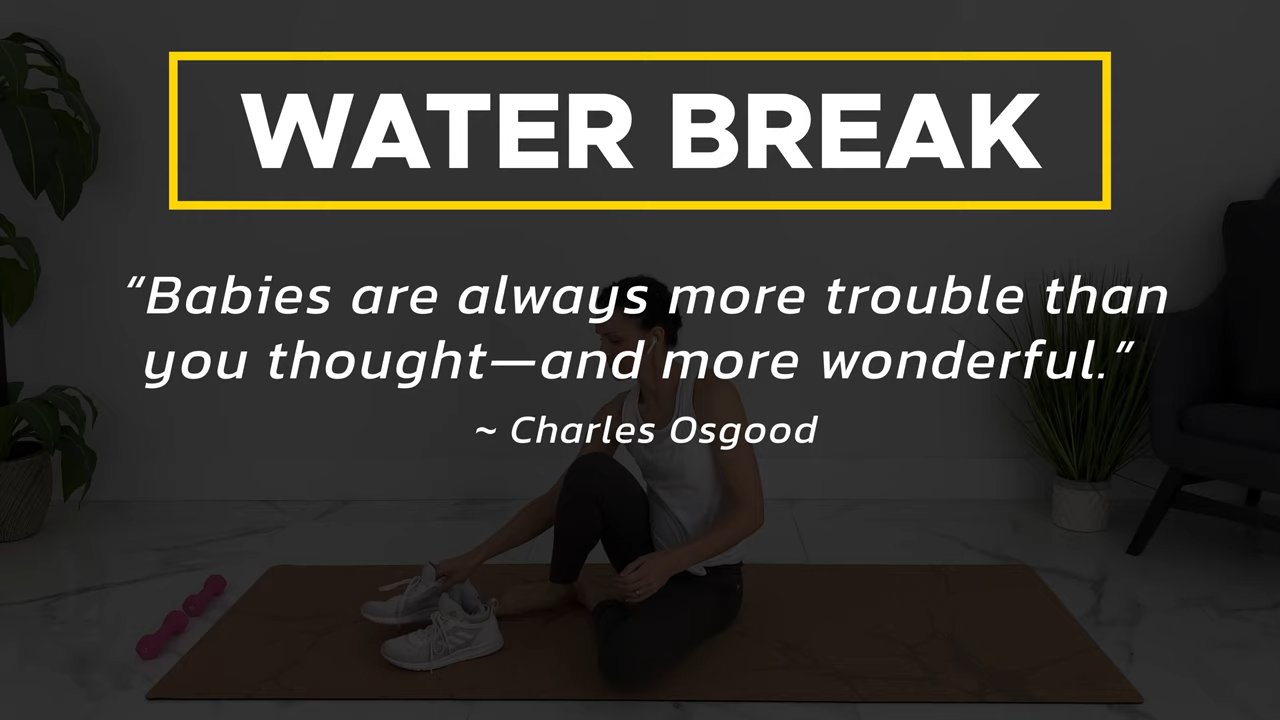 WATER BREAK
“Babies are always more trouble than
you thought—and more wonderful.”
~ Charles Osgood